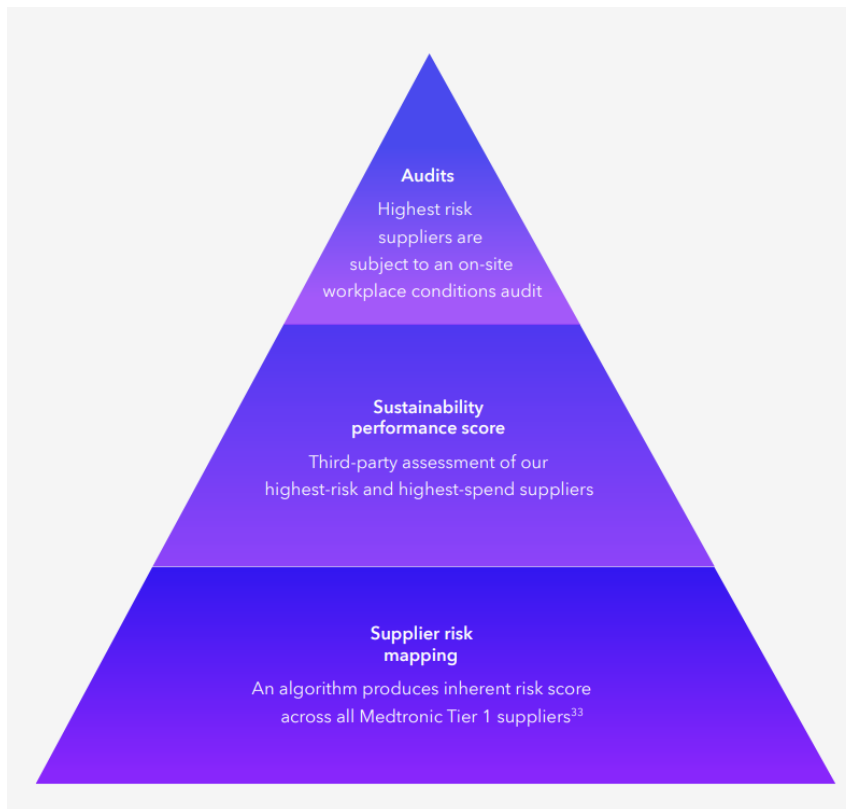 Audits
Highest risk
suppliers are
subject to an on-site
workplace conditions audit
Sustainability
performance score
Third-party assessment of our
highest-risk and highest-spend suppliers
Supplier risk
mapping
An algorithm produces inherent risk score
across all Medtronic Tier 1 suppliers³³